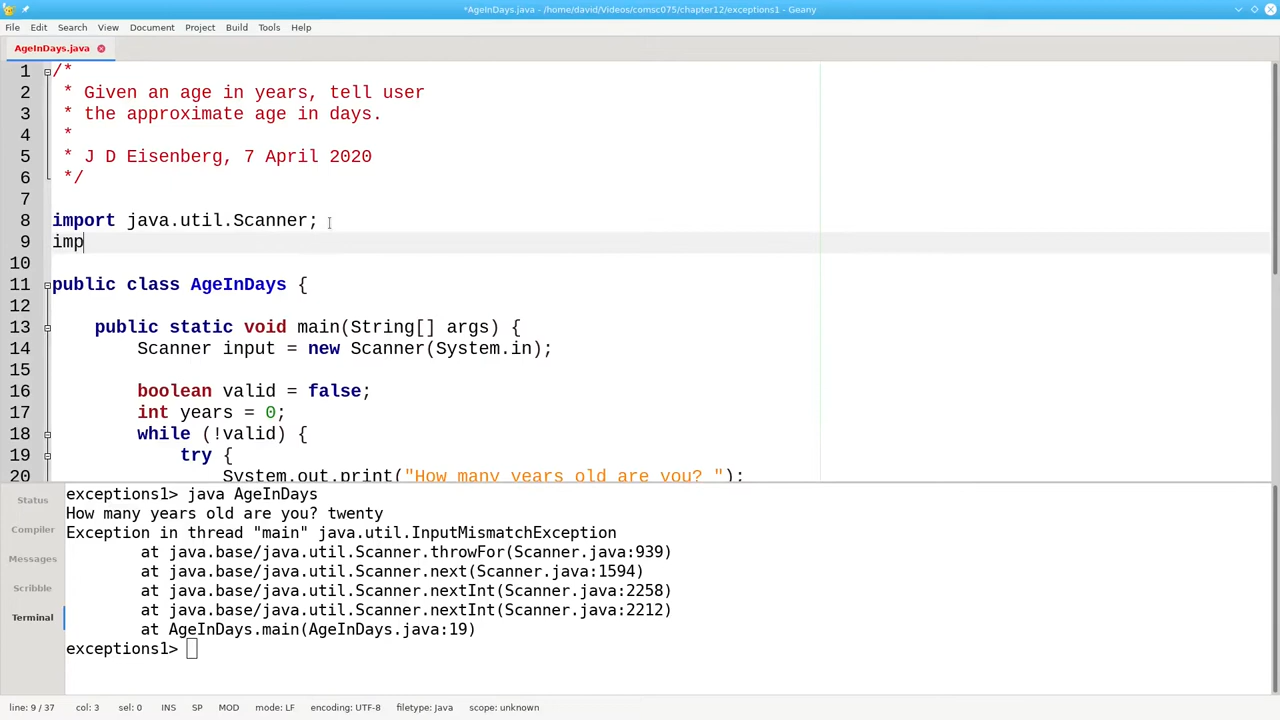 *AgeInDays.java - /home/david/Videos/comsc075/chapter12/exceptions1 - Geany
File Edit Search View Document Project Build Tools Help
AgeInDays.java
1 /*
2  * Given an age in years, tell user
3  * the approximate age in days.
4  *
5  * J D Eisenberg, 7 April 2020
6  */
7
8 import java.util.Scanner;
9 imp
10
11 public class AgeInDays {
12
13     public static void main(String[] args) {
14         Scanner input = new Scanner(System.in);
15
16         boolean valid = false;
17         int years = 0;
18         while (!valid) {
19             try {
20                 System.out.print("How many years old are you? ");
Status
Compiler
Messages
Scribble
Terminal
exceptions1> java AgeInDays
How many years old are you? twenty
Exception in thread "main" java.util.InputMismatchException
        at java.base/java.util.Scanner.throwFor(Scanner.java:939)
        at java.base/java.util.Scanner.next(Scanner.java:1594)
        at java.base/java.util.Scanner.nextInt(Scanner.java:2258)
        at java.base/java.util.Scanner.nextInt(Scanner.java:2212)
        at AgeInDays.main(AgeInDays.java:19)
exceptions1>
line: 9 / 37 col: 3 sel: 0 INS SP MOD mode: LF encoding: UTF-8 filetype: Java scope: unknown